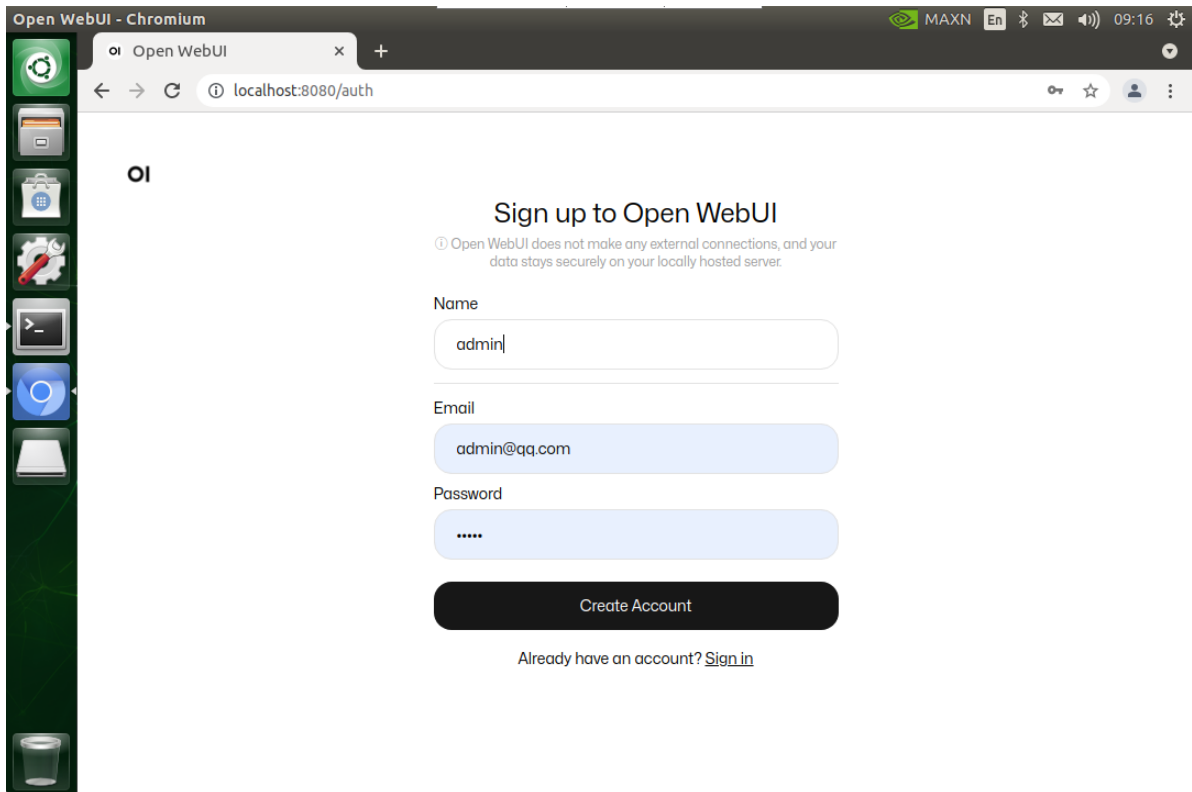 Open WebUI - Chromium
MAXN En 09:16
OI Open WebUI
localhost:8080/auth
OI
Sign up to Open WebUI
Open WebUI does not make any external connections, and your
data stays securely on your locally hosted server.
Name
admin
Email
admin@qq.com
Password
•••••
Create Account
Already have an account? Sign in